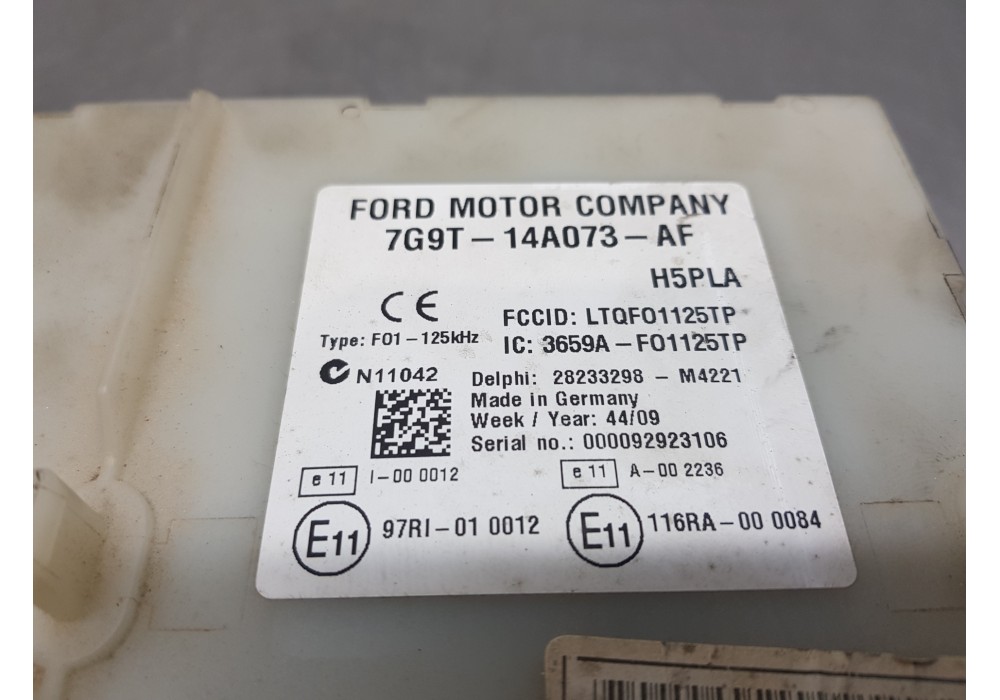 FORD MOTOR COMPANY
7G9T-14A073-AF
H5PLA
CE
FCCID: LTQFO1125TP
Type: F01-125kHz
IC: 3659A-FO1125TP
N11042
Delphi: 28233298 - M4221
Made in Germany
Week / Year: 44/09
Serial no.: 000092923106
e 11 I-00 0012
e 11 A-00 2236
E11 97RI-01 0012
E11 116RA-00 0084